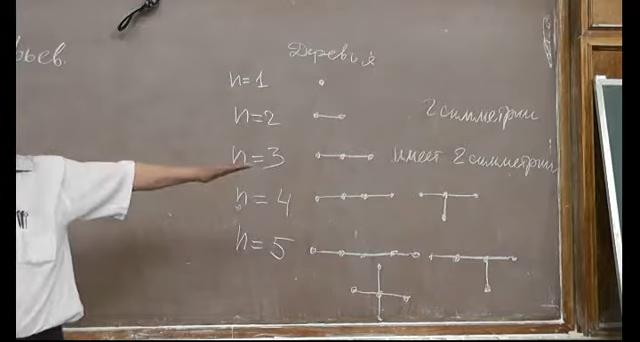 Деревья
n=1
n=2 2 симметрии
n=3 имеет 2 симметрии
n=4
n=5